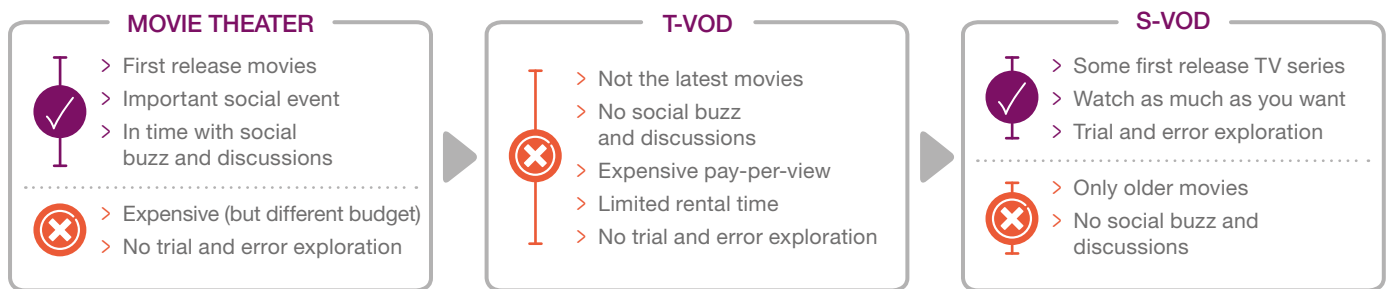 MOVIE THEATER
> First release movies
> Important social event
> In time with social
buzz and discussions
> Expensive (but different budget)
> No trial and error exploration
T-VOD
> Not the latest movies
> No social buzz
and discussions
> Expensive pay-per-view
> Limited rental time
> No trial and error exploration
S-VOD
> Some first release TV series
> Watch as much as you want
> Trial and error exploration
> Only older movies
> No social buzz and
discussions